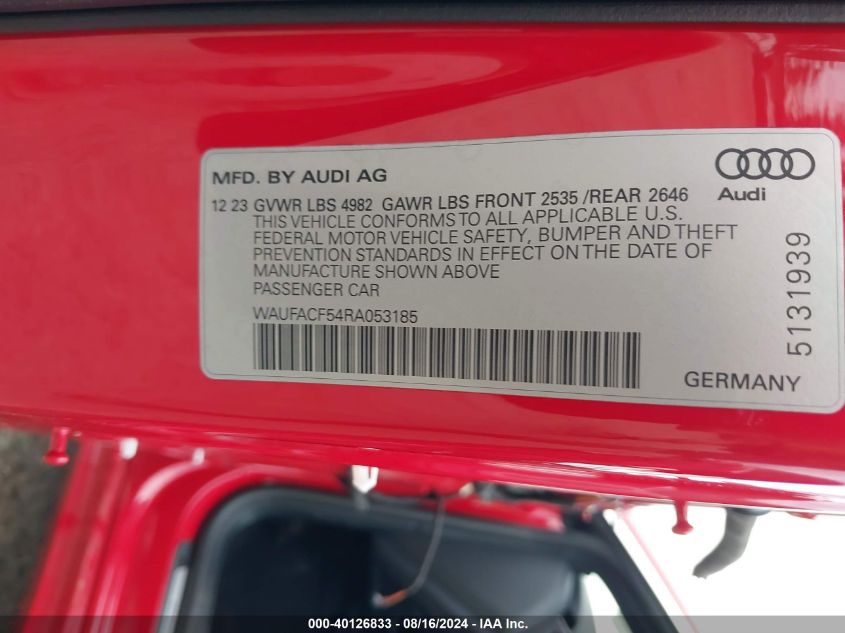 MFD. BY AUDI AG
Audi
12 23 GVWR LBS 4982 GAWR LBS FRONT 2535 /REAR 2646
THIS VEHICLE CONFORMS TO ALL APPLICABLE U.S.
FEDERAL MOTOR VEHICLE SAFETY, BUMPER AND THEFT
PREVENTION STANDARDS IN EFFECT ON THE DATE OF
MANUFACTURE SHOWN ABOVE
PASSENGER CAR
WAUFACF54RA053185
5131939
GERMANY
000-40126833 - 08/16/2024 - IAA Inc.